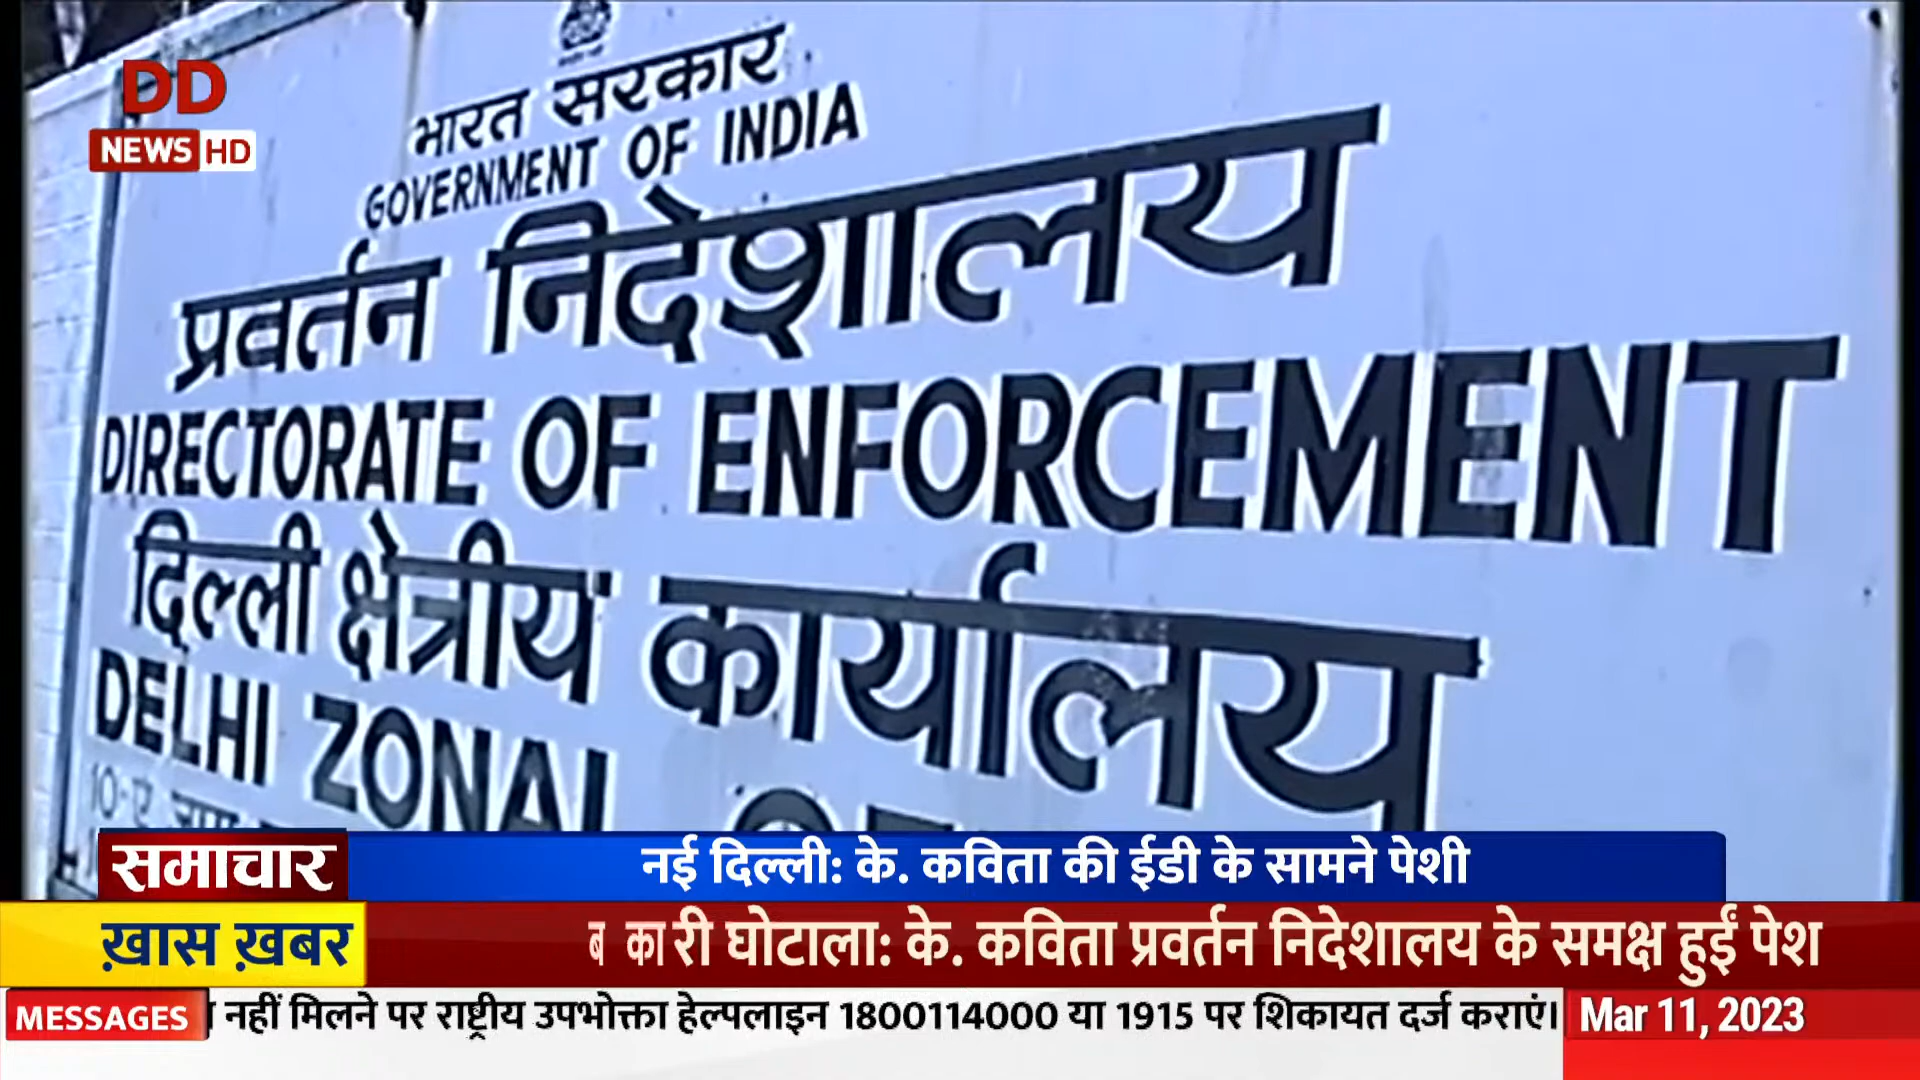 DD
NEWS HD
भारत सरकार
GOVERNMENT OF INDIA
प्रवर्तन निदेशालय
DIRECTORATE OF ENFORCEMENT
दिल्ली क्षेत्रीय कार्यालय
DELHI ZONAL
समाचार
नई दिल्ली: के. कविता की ईडी के सामने पेशी
ख़ास ख़बर
ब कारी घोटाला: के. कविता प्रवर्तन निदेशालय के समक्ष हुईं पेश
MESSAGES
नहीं मिलने पर राष्ट्रीय उपभोक्ता हेल्पलाइन 1800114000 या 1915 पर शिकायत दर्ज कराएं।
Mar 11, 2023